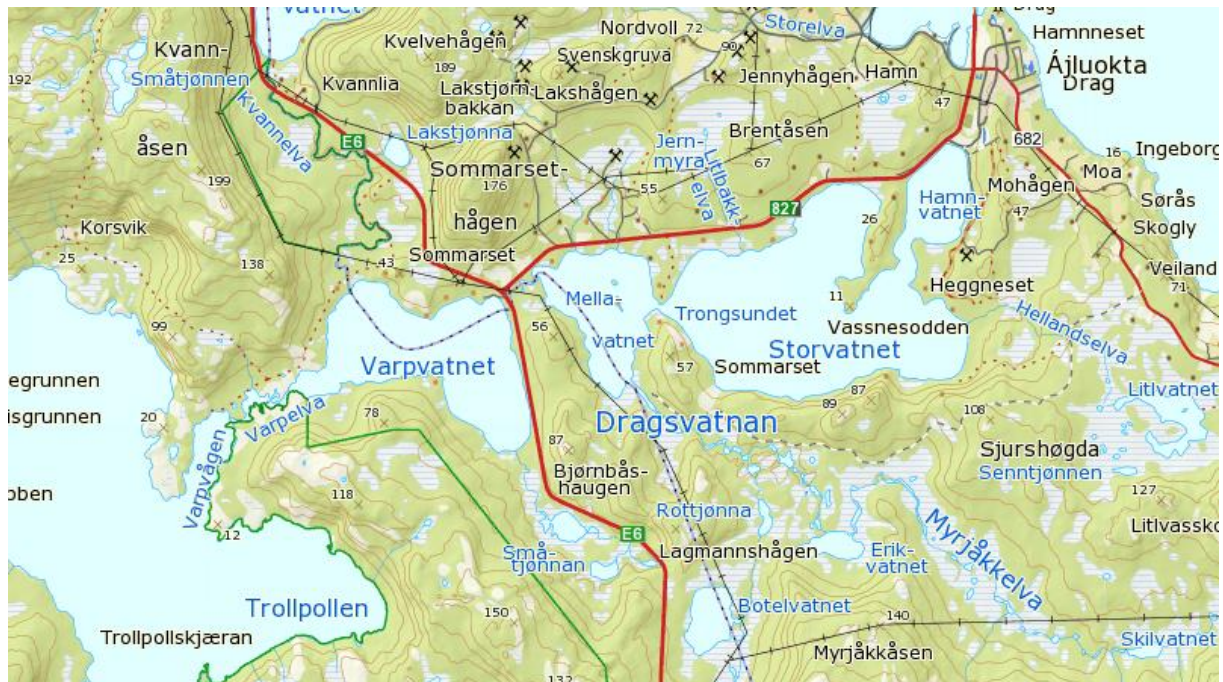 vatnet
Nordvoll
72
Storelva
Drag
Hamnneset
Kvann-
Kvelvehågen
Svenskgruva
90
192
Småtjønnen
189
Jennyhågen
Hamn
Ájluokta
Drag
Kvannlia
Lakstjørn-
bakkan
Lakshågen
47
Kvannelva
E6
Lakstjønna
Brentåsen
682
åsen
Jern-
myra
Litlbakk-
elva
67
16
Ingeborg
199
Sommarset-
hågen
176
55
Hamn-
vatnet
Mohågen
Moa
827
47
Sørås
Korsvik
26
Skogly
25
138
43
Sommarset
Heggneset
Veiland
71
Mella-
vatnet
11
99
56
Trongsundet
Vassnesodden
Hellandselva
Varpvatnet
Storvatnet
egrunnen
57
Sommarset
Litlvatnet
87
89
isgrunnen
20
Varpelva
78
Dragsvatnan
108
Sjurshøgda
87
Bjørnbås-
haugen
Senntjønnen
Varpvågen
bben
118
127
Rottjønna
Litlvassko
12
E6
Myrjåkkelva
Små-
tjønnan
Lagmannshågen
Erik-
vatnet
Trollpollen
150
Botelvatnet
140
Trollpollskjæran
Myrjåkkåsen
Skilvatnet
132